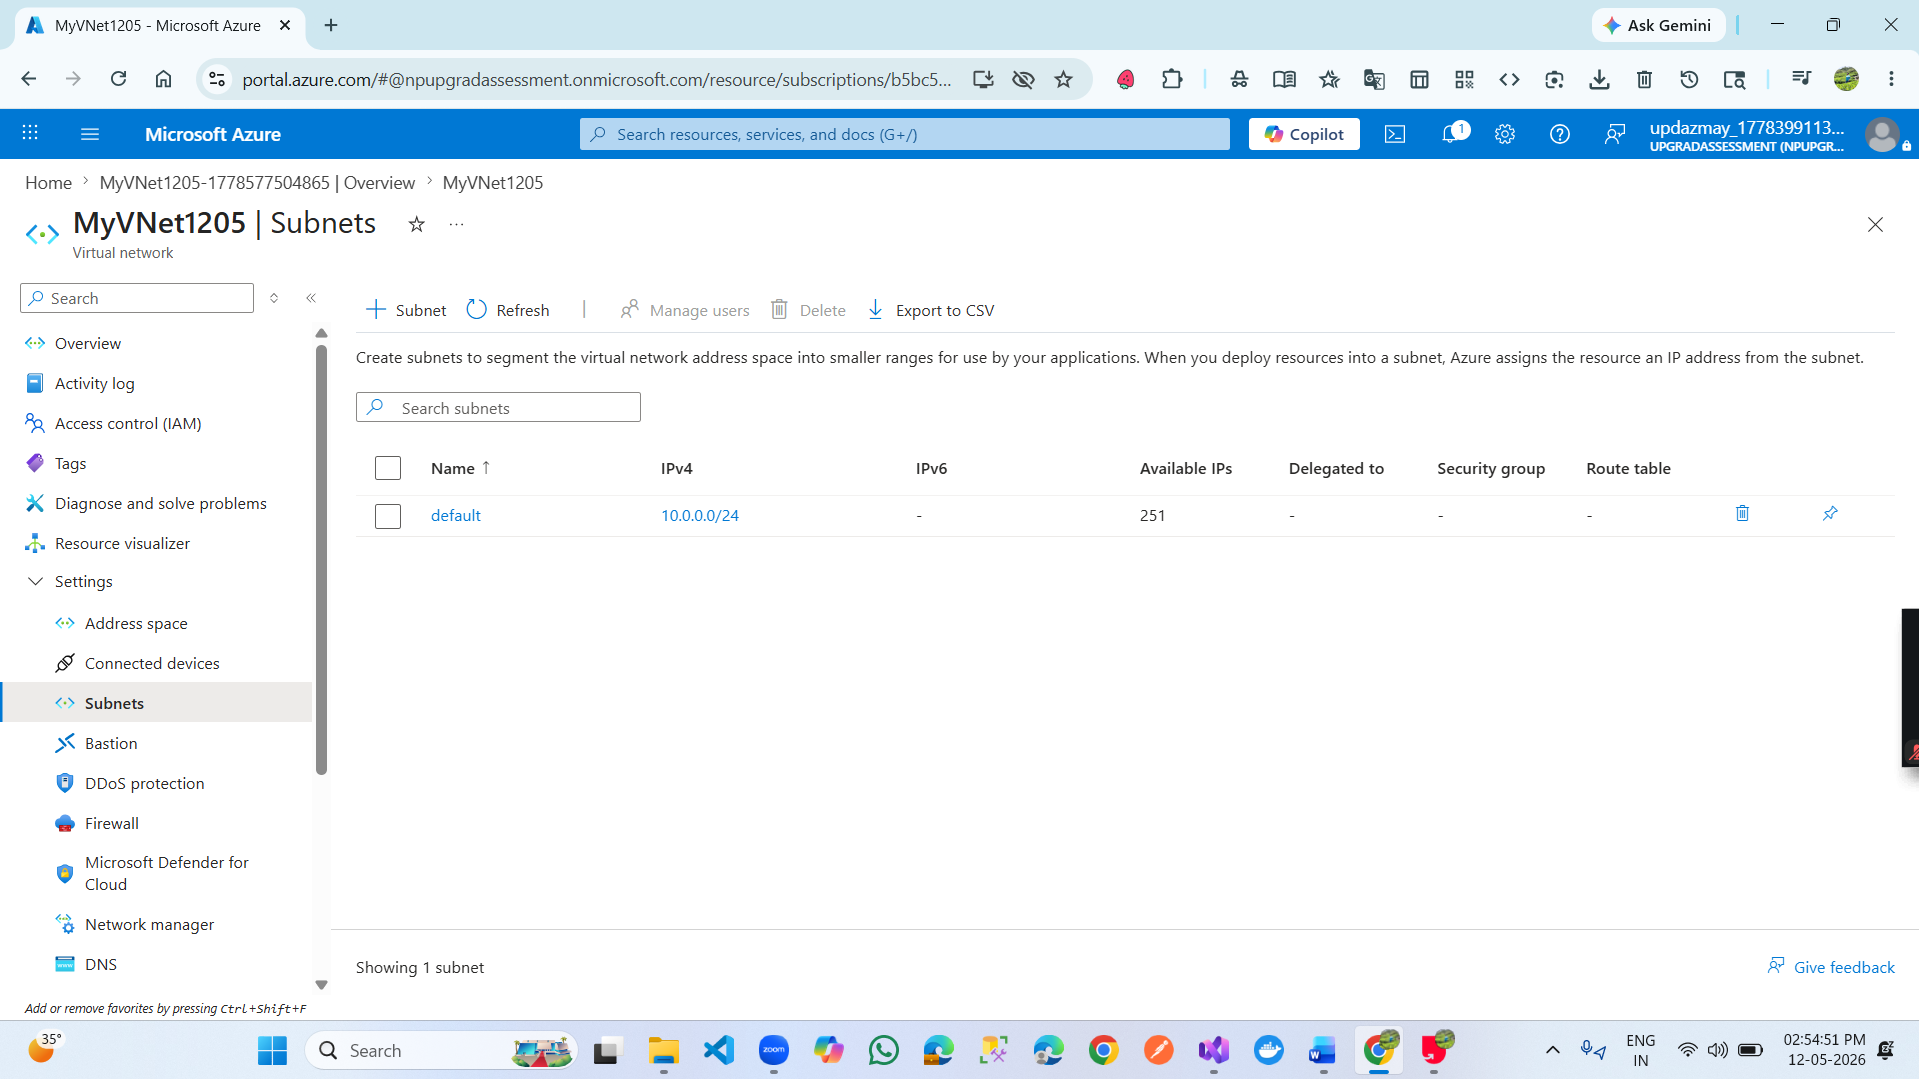 MyVNet1205 - Microsoft Azure
Ask Gemini
portal.azure.com/#@npupgradassessment.onmicrosoft.com/resource/subscriptions/b5bc5...
Microsoft Azure
Search resources, services, and docs (G+/)
Copilot
1
updazmay_1778399113...
UPGRADASSESSMENT (NPUPGR...
Home > MyVNet1205-1778577504865 | Overview > MyVNet1205
MyVNet1205 | Subnets
Virtual network
Search
Overview
Activity log
Access control (IAM)
Tags
Diagnose and solve problems
Resource visualizer
Settings
Address space
Connected devices
Subnets
Bastion
DDoS protection
Firewall
Microsoft Defender for
Cloud
Network manager
DNS
Add or remove favorites by pressing Ctrl+Shift+F
Subnet
Refresh
Manage users
Delete
Export to CSV
Create subnets to segment the virtual network address space into smaller ranges for use by your applications. When you deploy resources into a subnet, Azure assigns the resource an IP address from the subnet.
Search subnets
Name ↑ IPv4 IPv6 Available IPs Delegated to Security group Route table
default 10.0.0.0/24 - 251 - - -
Showing 1 subnet
Give feedback
35°
Search
zoom
ENG
IN
02:54:51 PM
12-05-2026